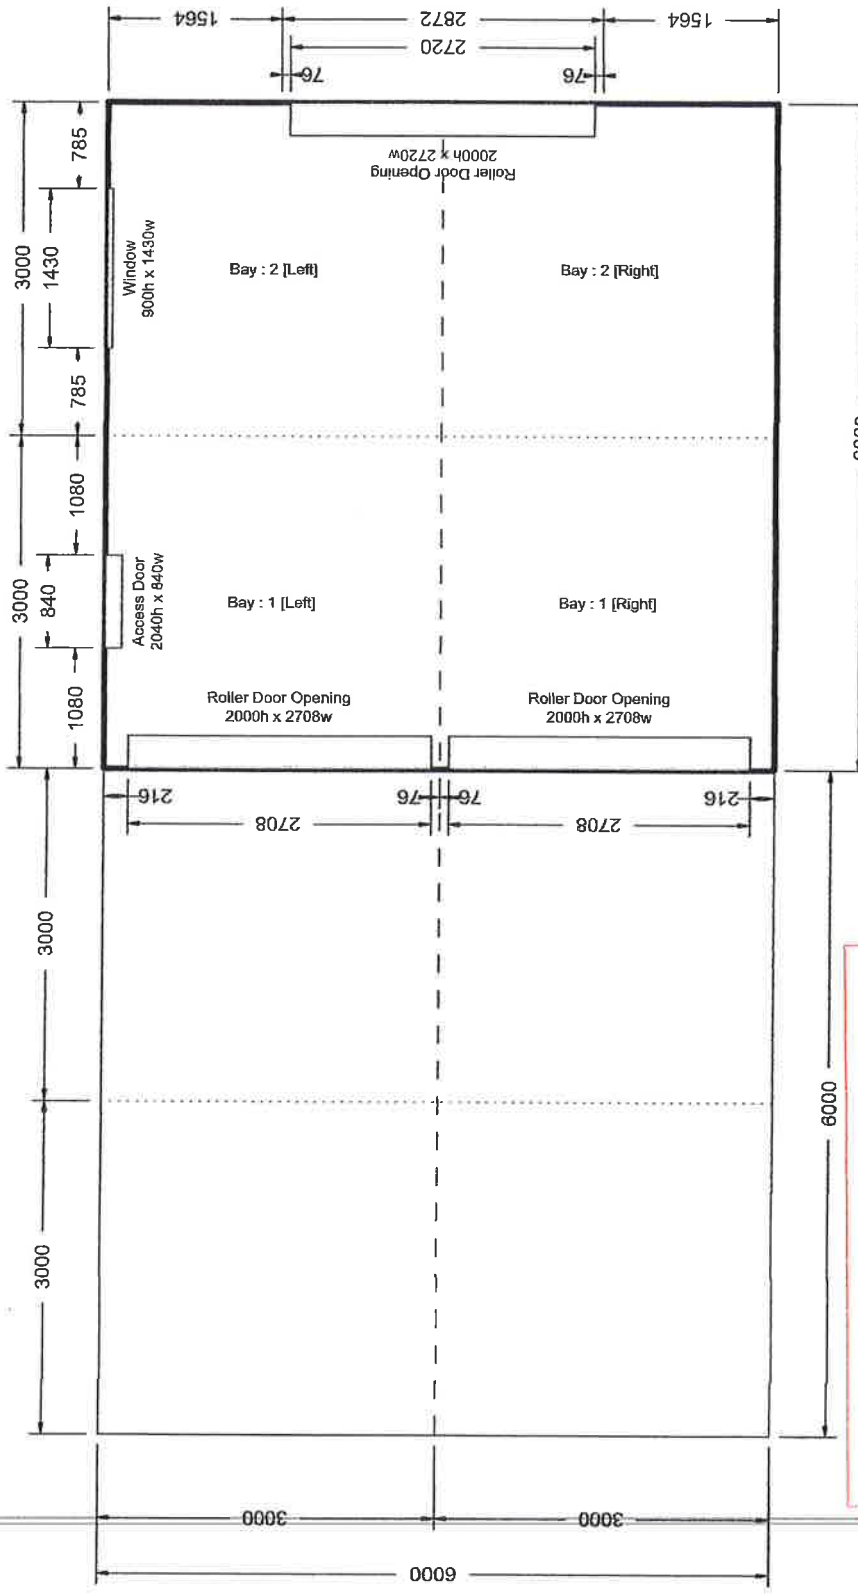 1564
2872
1564
2720
76
76
3000
785
1430
785
Window
900h x 1430w
Roller Door Opening
2000h x 2720w
Bay : 2 [Left]
Bay : 2 [Right]
3000
1080
840
1080
Access Door
2040h x 840w
Bay : 1 [Left]
Bay : 1 [Right]
Roller Door Opening
2000h x 2708w
Roller Door Opening
2000h x 2708w
216
76
76
216
2708
2708
3000
3000
6000
3000
3000
6000